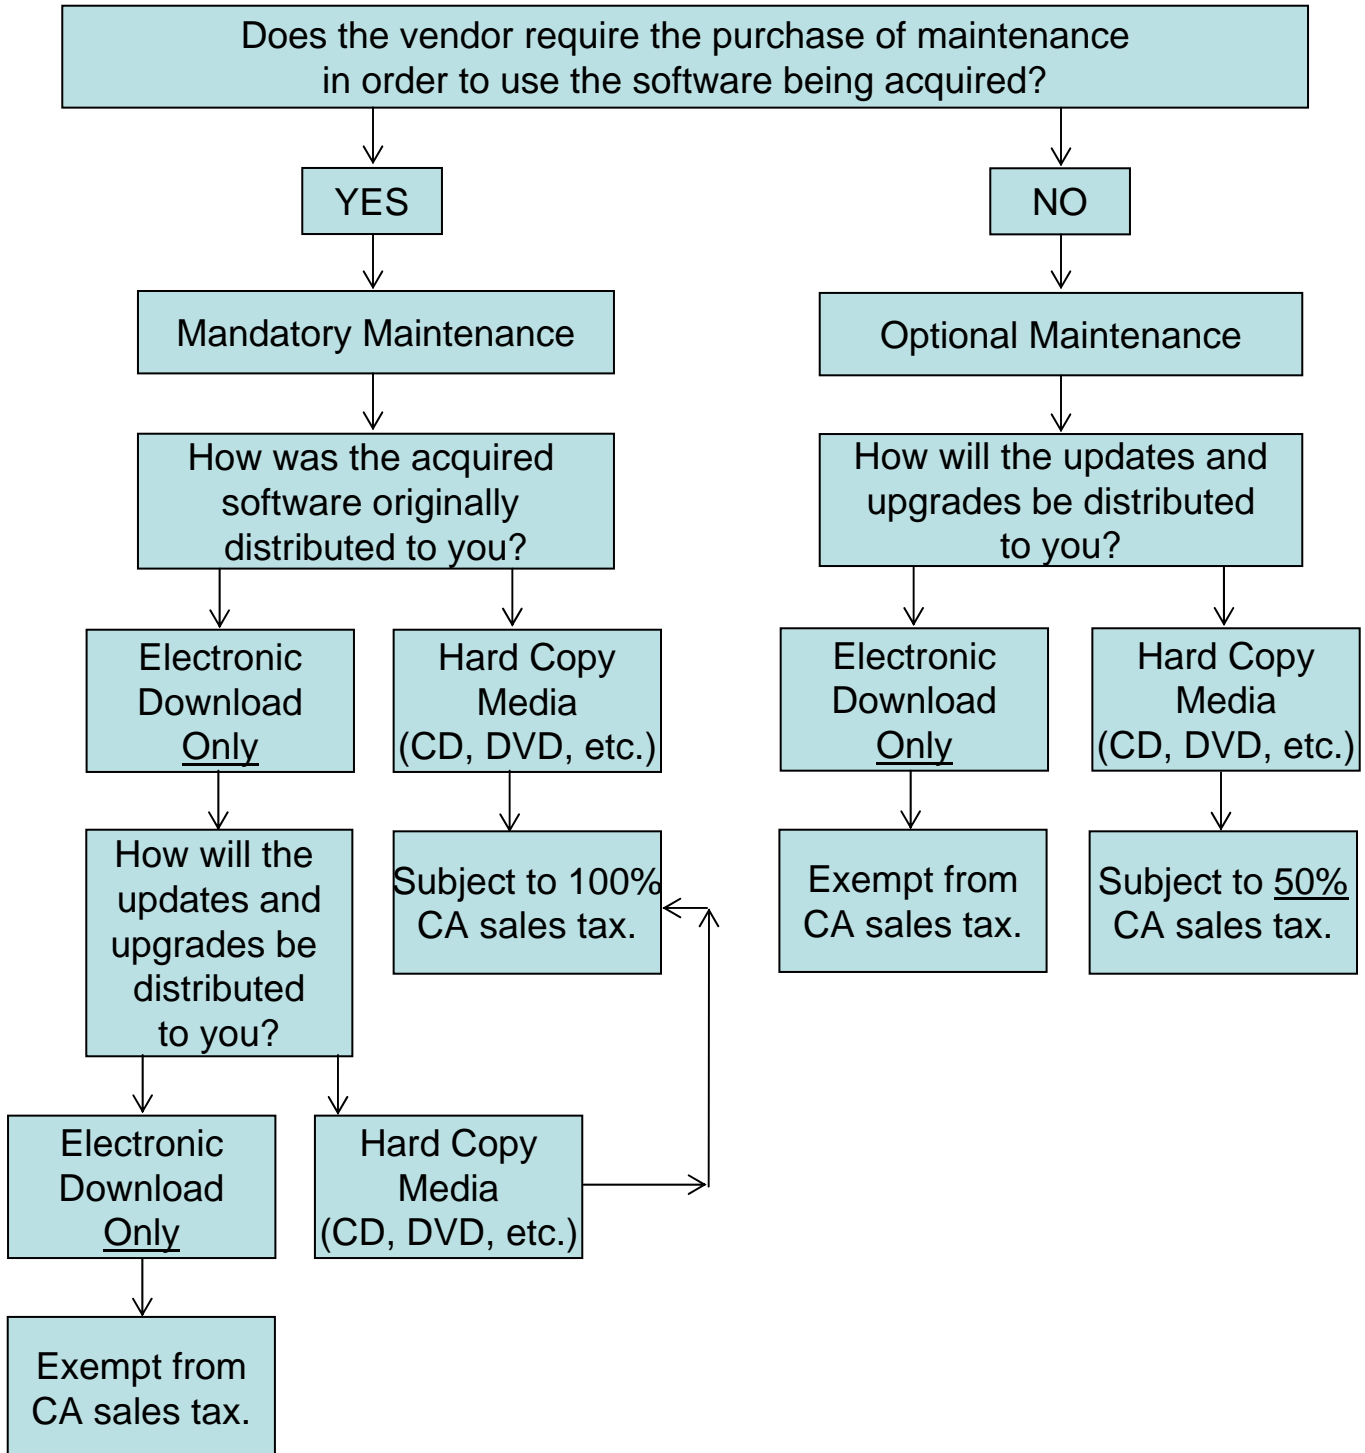 Does the vendor require the purchase of maintenance
in order to use the software being acquired?
YES
NO
Mandatory Maintenance
Optional Maintenance
How was the acquired
software originally
distributed to you?
How will the updates and
upgrades be distributed
to you?
Electronic
Download
Only
Hard Copy
Media
(CD, DVD, etc.)
Electronic
Download
Only
Hard Copy
Media
(CD, DVD, etc.)
How will the
updates and
upgrades be
distributed
to you?
Subject to 100%
CA sales tax.
Exempt from
CA sales tax.
Subject to 50%
CA sales tax.
Electronic
Download
Only
Hard Copy
Media
(CD, DVD, etc.)
Exempt from
CA sales tax.